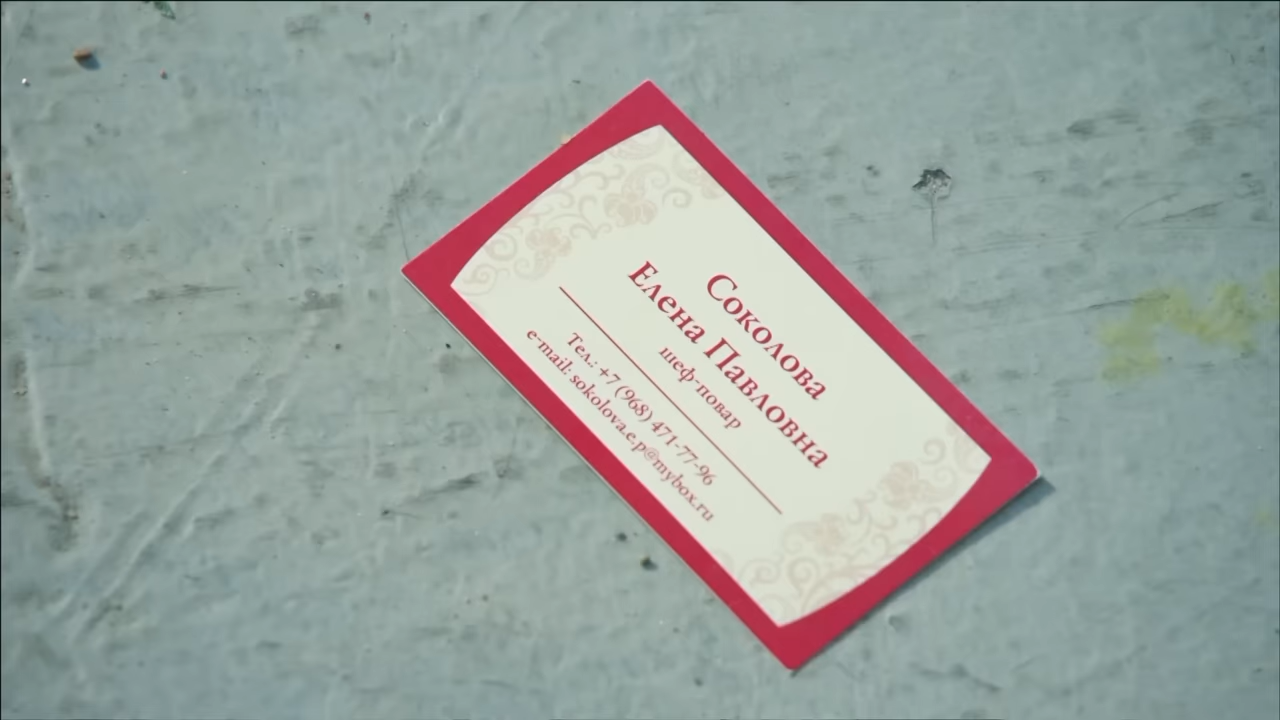 Соколова
Елена Павловна
шеф-повар
Тел.: +7 (968) 471-77-96
e-mail: sokolova.e.p@mybox.ru